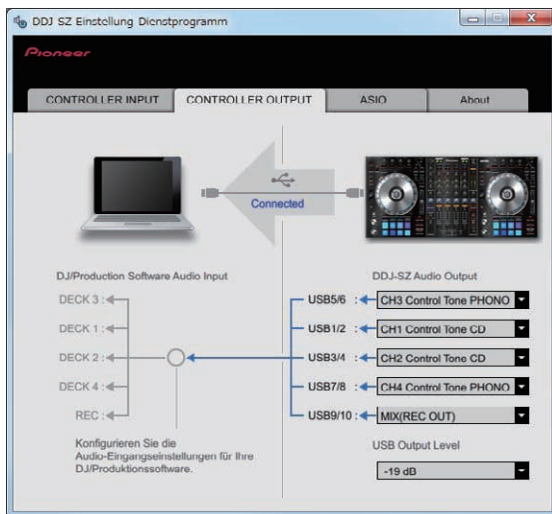 DDJ SZ Einstellung Dienstprogramm
Pioneer
CONTROLLER INPUT
CONTROLLER OUTPUT
ASIO
About
Connected
DJ/Production Software Audio Input
DDJ-SZ Audio Output
DECK 3 :
USB5/6 :
CH3 Control Tone PHONO
DECK 1 :
USB1/2 :
CH1 Control Tone CD
DECK 2 :
USB3/4 :
CH2 Control Tone CD
DECK 4 :
USB7/8 :
CH4 Control Tone PHONO
REC :
USB9/10 :
MIX(REC OUT)
Konfigurieren Sie die
Audio-Eingangseinstellungen für Ihre
DJ/Produktionssoftware.
USB Output Level
-19 dB